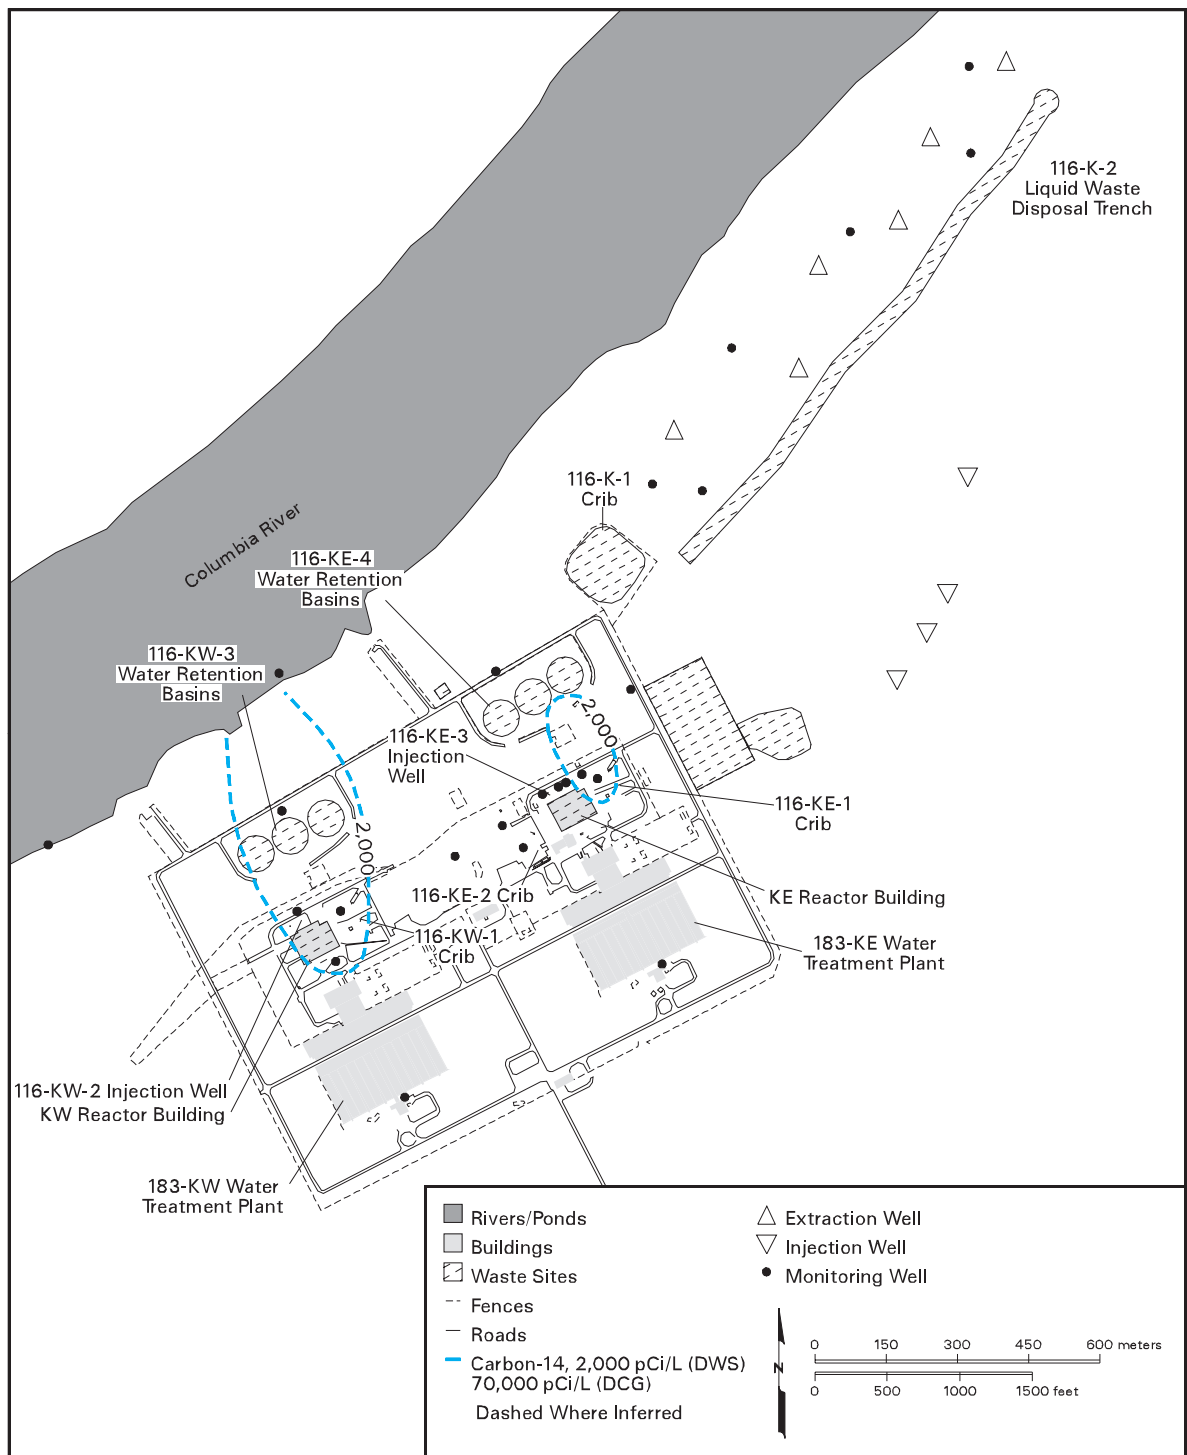 116-K-2
Liquid Waste
Disposal Trench
116-K-1
Crib
Columbia River
116-KE-4
Water Retention
Basins
116-KW-3
Water Retention
Basins
2,000
116-KE-3
Injection
Well
116-KE-1
Crib
2,000
116-KE-2 Crib
KE Reactor Building
116-KW-1
Crib
183-KE Water
Treatment Plant
116-KW-2 Injection Well
KW Reactor Building
183-KW Water
Treatment Plant
Rivers/Ponds
Buildings
Waste Sites
Fences
Roads
Carbon-14, 2,000 pCi/L (DWS)
70,000 pCi/L (DCG)
Dashed Where Inferred
Extraction Well
Injection Well
Monitoring Well
N
0 150 300 450 600 meters
0 500 1000 1500 feet